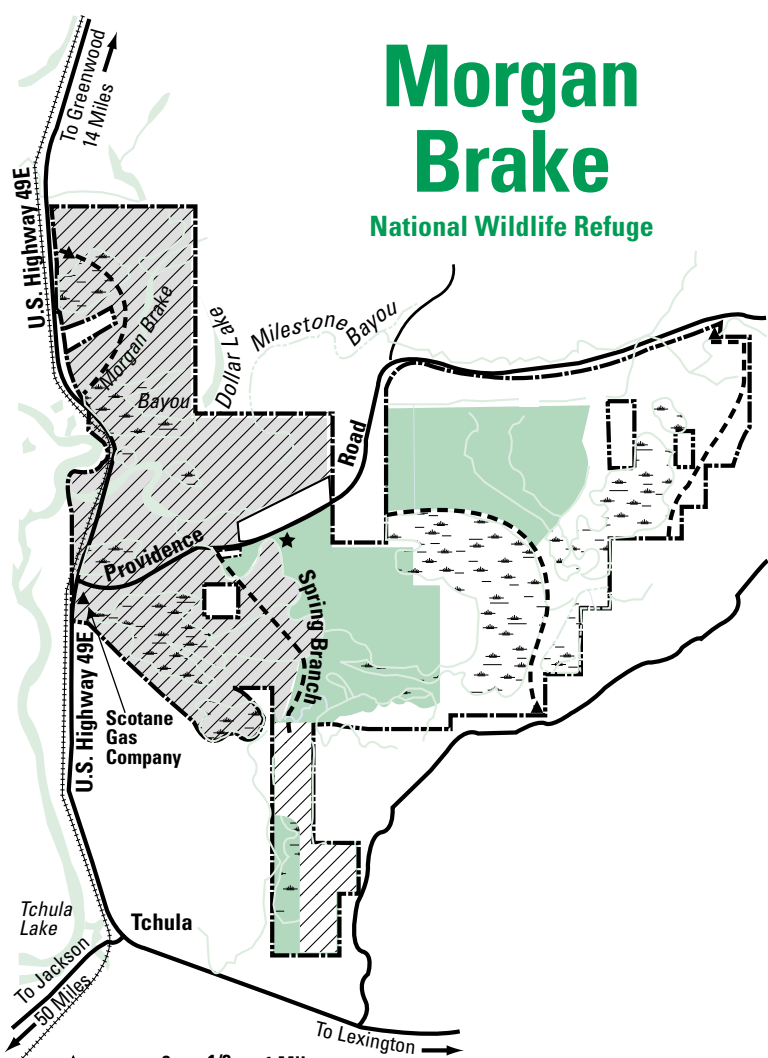 Morgan
Brake
National Wildlife Refuge
To Greenwood
14 Miles
U.S. Highway 49E
Morgan Brake
Bayou
Dollar Lake
Milestone
Bayou
Road
Providence
Spring Branch
U.S. Highway 49E
Scotane
Gas
Company
Tchula
Lake
Tchula
To Jackson
50 Miles
To Lexington